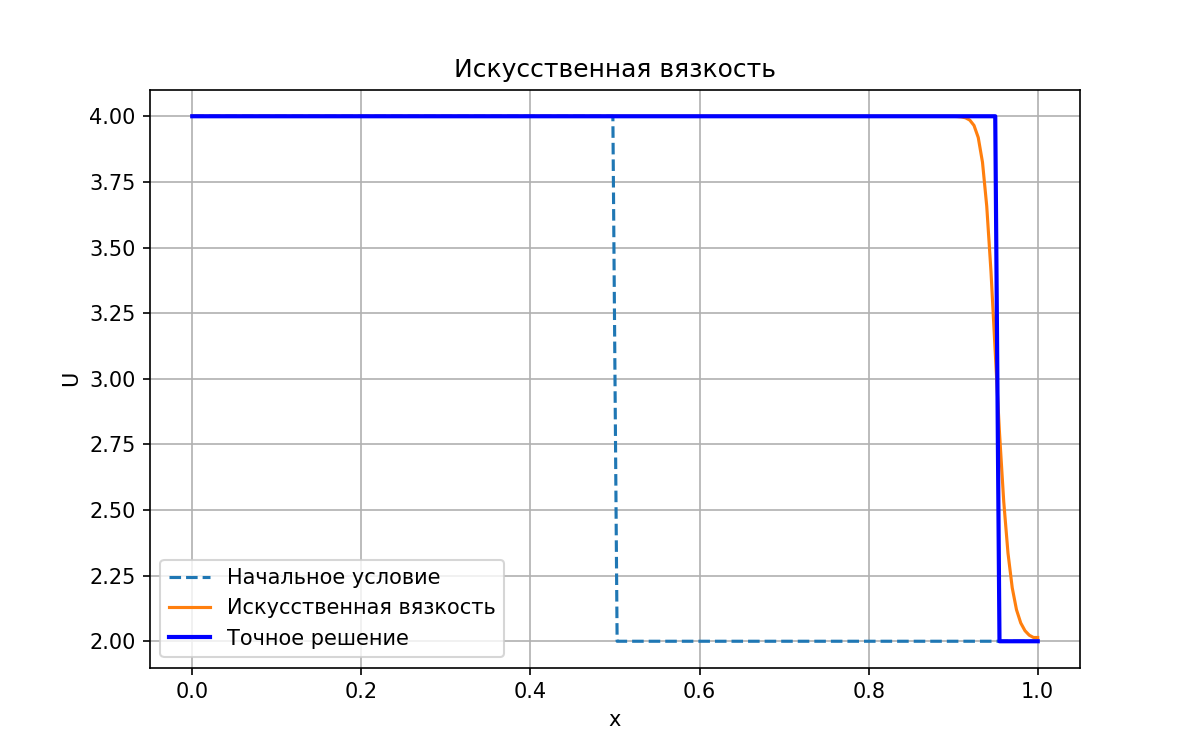 Искусственная вязкость
4.00
3.75
3.50
3.25
3.00
2.75
2.50
2.25
2.00
U
Начальное условие
Искусственная вязкость
Точное решение
0.0 0.2 0.4 0.6 0.8 1.0
x